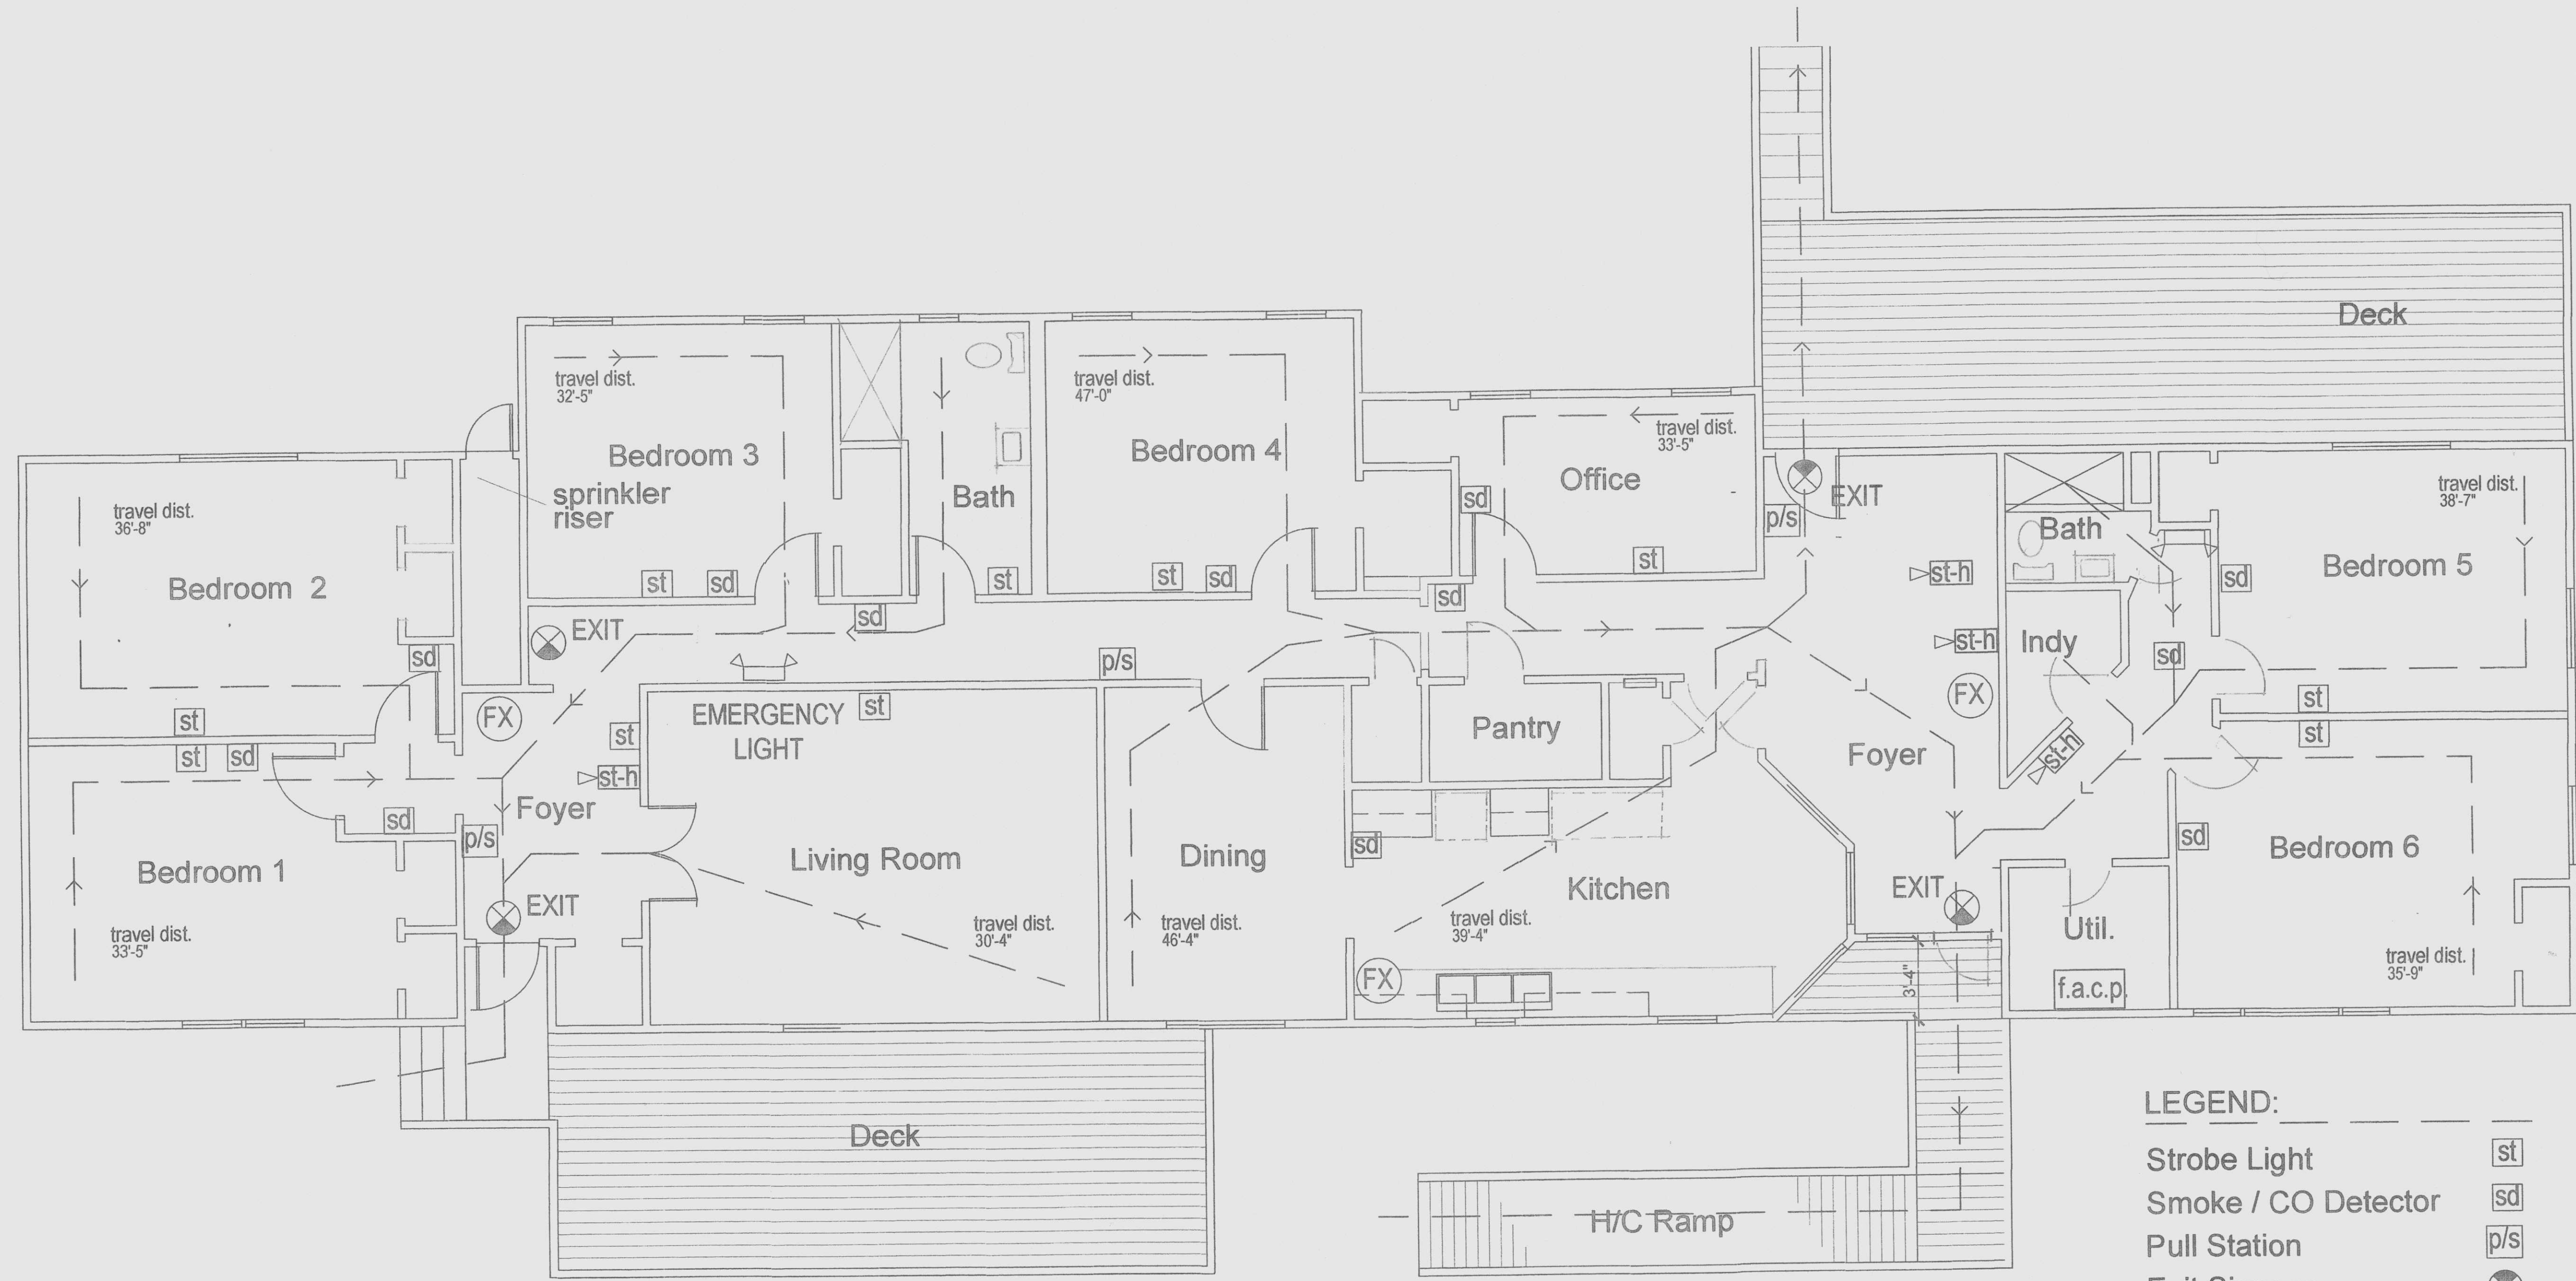 Deck
travel dist.
32'-5"
Bedroom 3
sprinkler
riser
Bath
st
sd
st
travel dist.
47'-0"
Bedroom 4
st
sd
travel dist.
33'-5"
Office
sd
st
sd
p/s
EXIT
st-h
st-h
FX
Foyer
Bath
Indy
sd
st-h
travel dist.
38'-7"
Bedroom 5
sd
st
st
sd
Bedroom 6
travel dist.
35'-9"
travel dist.
36'-8"
Bedroom 2
sd
st
st
sd
sd
Bedroom 1
travel dist.
33'-5"
EXIT
sd
p/s
FX
st
st-h
Foyer
p/s
EXIT
EMERGENCY
LIGHT
st
Living Room
travel dist.
30'-4"
Dining
travel dist.
46'-4"
Pantry
sd
Kitchen
travel dist.
39'-4"
FX
EXIT
3'-4"
Util.
f.a.c.p.
Deck
H/C Ramp
LEGEND:
Strobe Light st
Smoke / CO Detector sd
Pull Station p/s